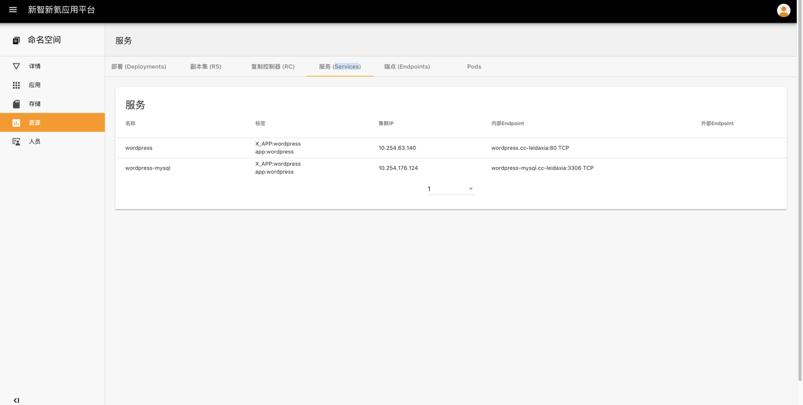 新智新氦应用平台
命名空间
详情
应用
存储
资源
人员
服务
部署 (Deployments) 副本集 (RS) 复制控制器 (RC) 服务 (Services) 端点 (Endpoints) Pods
服务
名称 标签 集群IP 内部Endpoint 外部Endpoint
wordpress X_APP:wordpress app:wordpress 10.254.63.140 wordpress.cc-leidaxia:80 TCP
wordpress-mysql X_APP:wordpress app:wordpress 10.254.176.124 wordpress-mysql.cc-leidaxia:3306 TCP
1